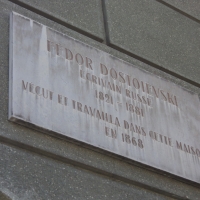 FEDOR DOSTOIEVSKI
ECRIVAIN RUSSE
1821 - 1881
VECUT ET TRAVAILLA DANS CETTE MAISON
EN 1868